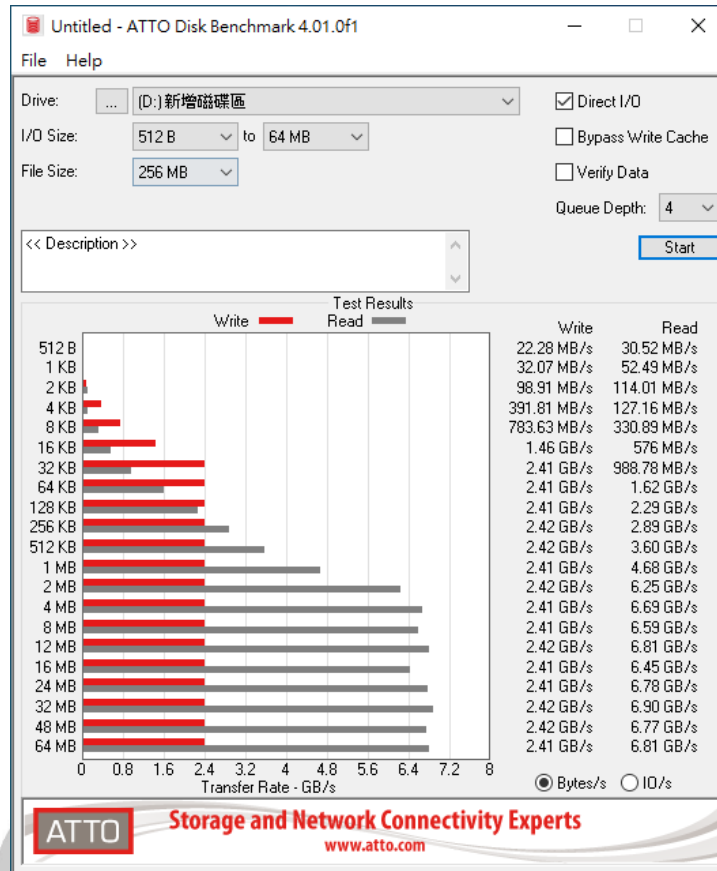 Untitled - ATTO Disk Benchmark 4.01.0f1
File Help
Drive: ... (D:)新增磁碟區 Direct I/O
I/O Size: 512 B to 64 MB Bypass Write Cache
File Size: 256 MB Verify Data
Queue Depth: 4
<< Description >> Start
Test Results
Write Read Write Read
512 B 22.28 MB/s 30.52 MB/s
1 KB 32.07 MB/s 52.49 MB/s
2 KB 98.91 MB/s 114.01 MB/s
4 KB 391.81 MB/s 127.16 MB/s
8 KB 783.63 MB/s 330.89 MB/s
16 KB 1.46 GB/s 576 MB/s
32 KB 2.41 GB/s 988.78 MB/s
64 KB 2.41 GB/s 1.62 GB/s
128 KB 2.41 GB/s 2.29 GB/s
256 KB 2.42 GB/s 2.89 GB/s
512 KB 2.42 GB/s 3.60 GB/s
1 MB 2.42 GB/s 4.68 GB/s
2 MB 2.42 GB/s 6.25 GB/s
4 MB 2.41 GB/s 6.69 GB/s
8 MB 2.41 GB/s 6.59 GB/s
12 MB 2.42 GB/s 6.81 GB/s
16 MB 2.41 GB/s 6.45 GB/s
24 MB 2.41 GB/s 6.78 GB/s
32 MB 2.42 GB/s 6.90 GB/s
48 MB 2.42 GB/s 6.77 GB/s
64 MB 2.41 GB/s 6.81 GB/s
0 0.8 1.6 2.4 3.2 4 4.8 5.6 6.4 7.2 8
Transfer Rate - GB/s Bytes/s IO/s
ATTO Storage and Network Connectivity Experts
www.atto.com